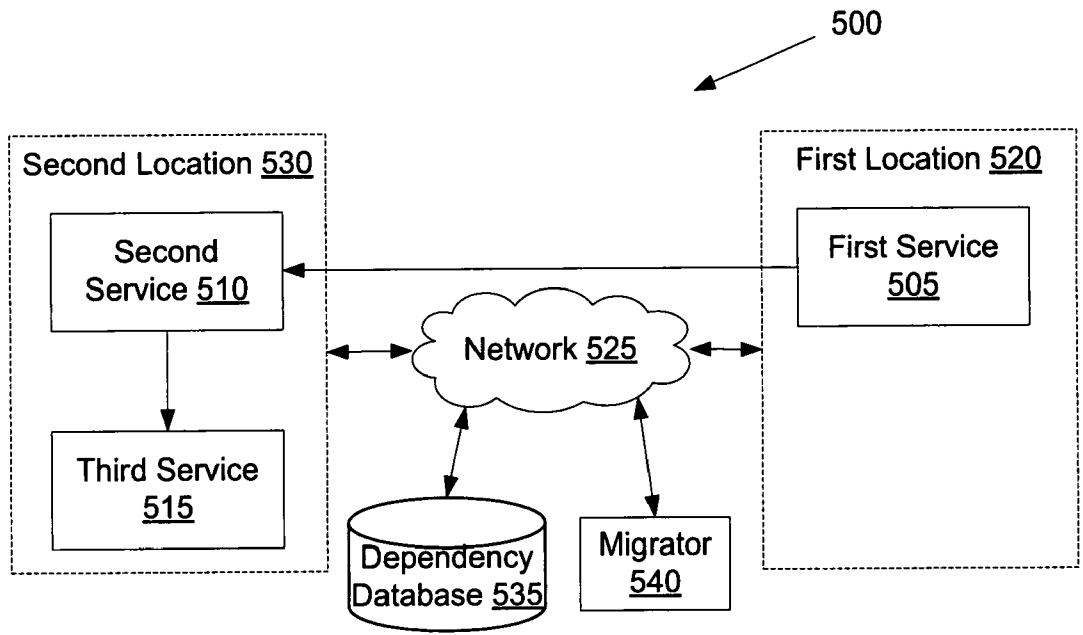 500
Second Location 530
First Location 520
Second
Service 510
First Service
505
Network 525
Third Service
515
Dependency
Database 535
Migrator
540